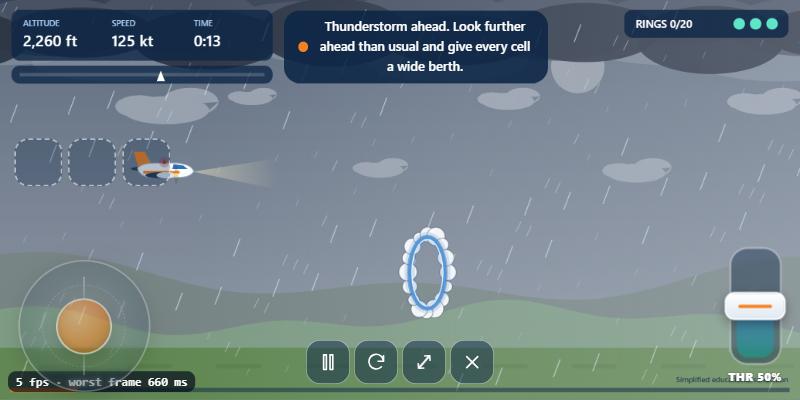 ALTITUDE SPEED TIME
2,260 ft 125 kt 0:13
Thunderstorm ahead. Look further
ahead than usual and give every cell
a wide berth.
RINGS 0/20
5 fps · worst frame 660 ms
Simplified
THR 50%